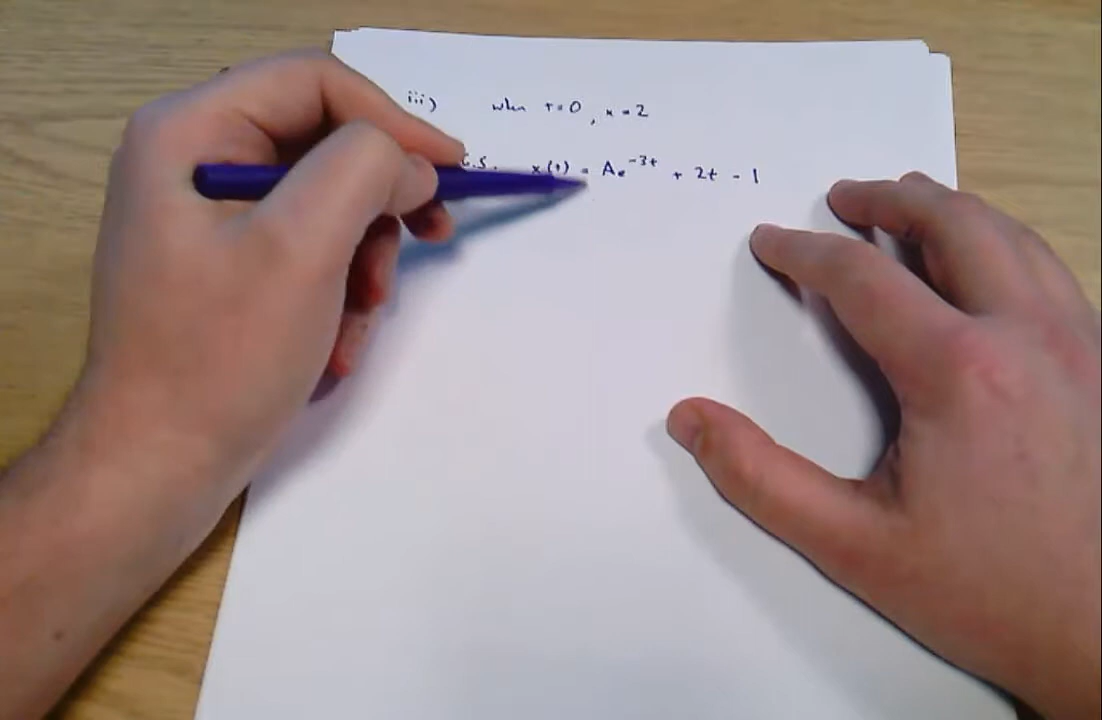 iii) when t=0, x=2
G.S. x(t) = Ae^-3t + 2t - 1